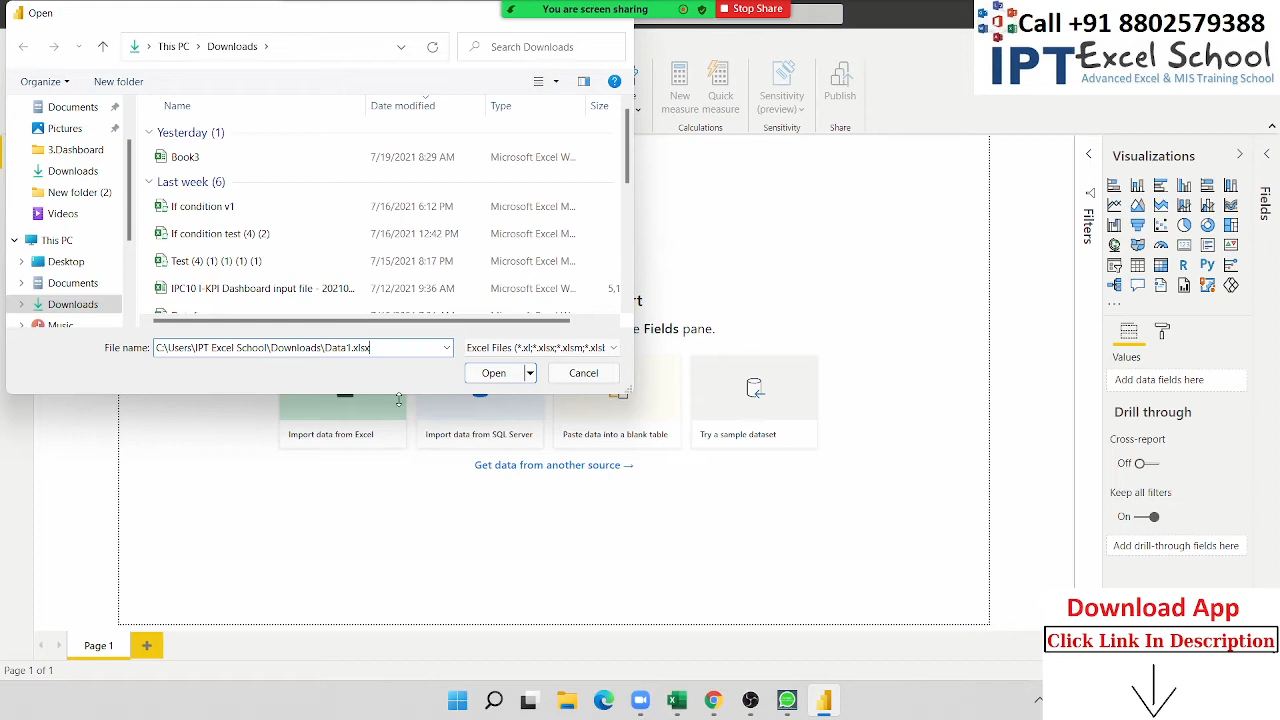 Open
You are screen sharing
Stop Share
Call +91 8802579388
IPT Excel School
Advanced Excel & MIS Training School
This PC > Downloads >
Search Downloads
Organize
New folder
New measure
Quick measure
Sensitivity (preview)
Publish
Calculations
Sensitivity
Share
Documents
Pictures
3.Dashboard
Downloads
New folder (2)
Videos
This PC
Desktop
Documents
Downloads
Music
Name
Date modified
Type
Size
Yesterday (1)
Book3
7/19/2021 8:29 AM
Microsoft Excel W...
Last week (6)
If condition v1
7/16/2021 6:12 PM
Microsoft Excel M...
If condition test (4) (2)
7/16/2021 12:42 PM
Microsoft Excel M...
Test (4) (1) (1) (1) (1)
7/15/2021 8:17 PM
Microsoft Excel M...
IPC10 I-KPI Dashboard input file - 20210...
7/12/2021 9:36 AM
Microsoft Excel W...
5,1
File name:
C:\Users\IPT Excel School\Downloads\Data1.xlsx
Excel Files (*.xl;*.xlsx;*.xlsm;*.xlsl
Open
Cancel
Fields pane.
Import data from Excel
Import data from SQL Server
Paste data into a blank table
Try a sample dataset
Get data from another source →
Filters
Visualizations
Fields
Values
Add data fields here
Drill through
Cross-report
Off
Keep all filters
On
Add drill-through fields here
Page 1
Page 1 of 1
Download App
Click Link In Description